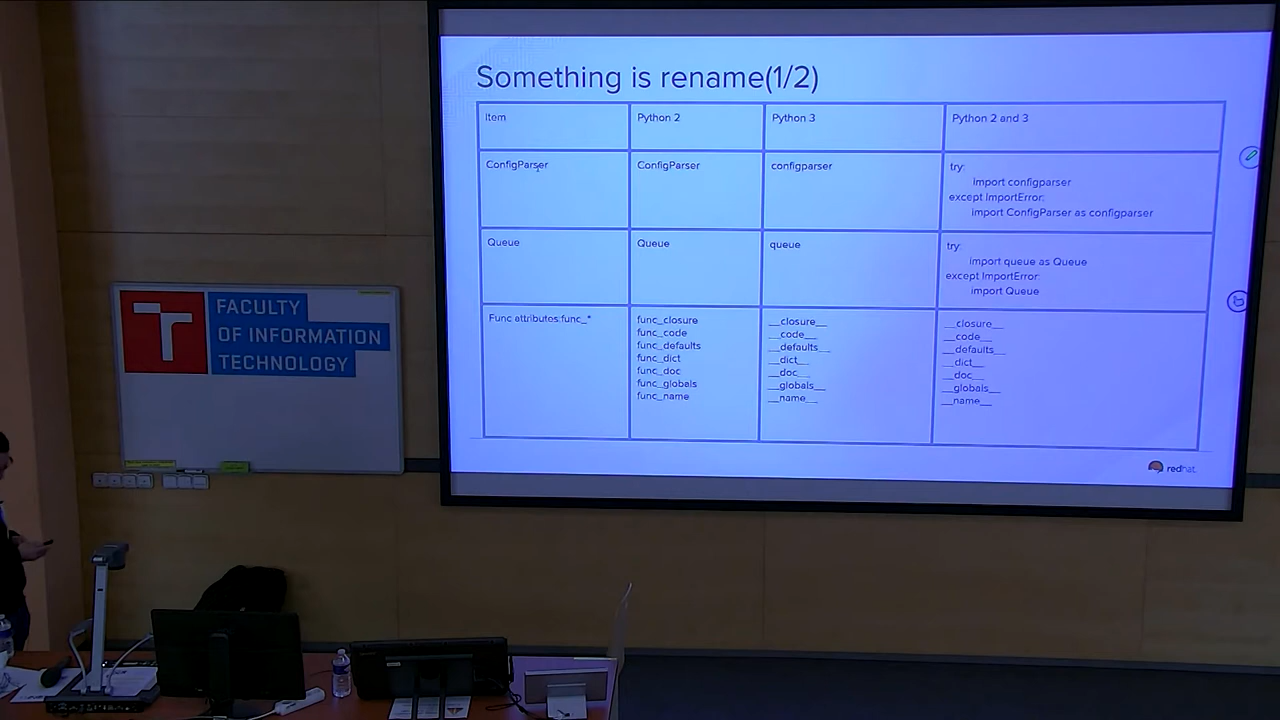 Something is rename(1/2)
Item
Python 2
Python 3
Python 2 and 3
ConfigParser
ConfigParser
configparser
try:
import configparser
except ImportError:
import ConfigParser as configparser
Queue
Queue
queue
try:
import queue as Queue
except ImportError:
import Queue
Func attributes:func_*
func_closure
func_code
func_defaults
func_dict
func_doc
func_globals
func_name
__closure__
__code__
__defaults__
__dict__
__doc__
__globals__
__name__
__closure__
__code__
__defaults__
__dict__
__doc__
__globals__
__name__
redhat.
FACULTY
OF INFORMATION
TECHNOLOGY